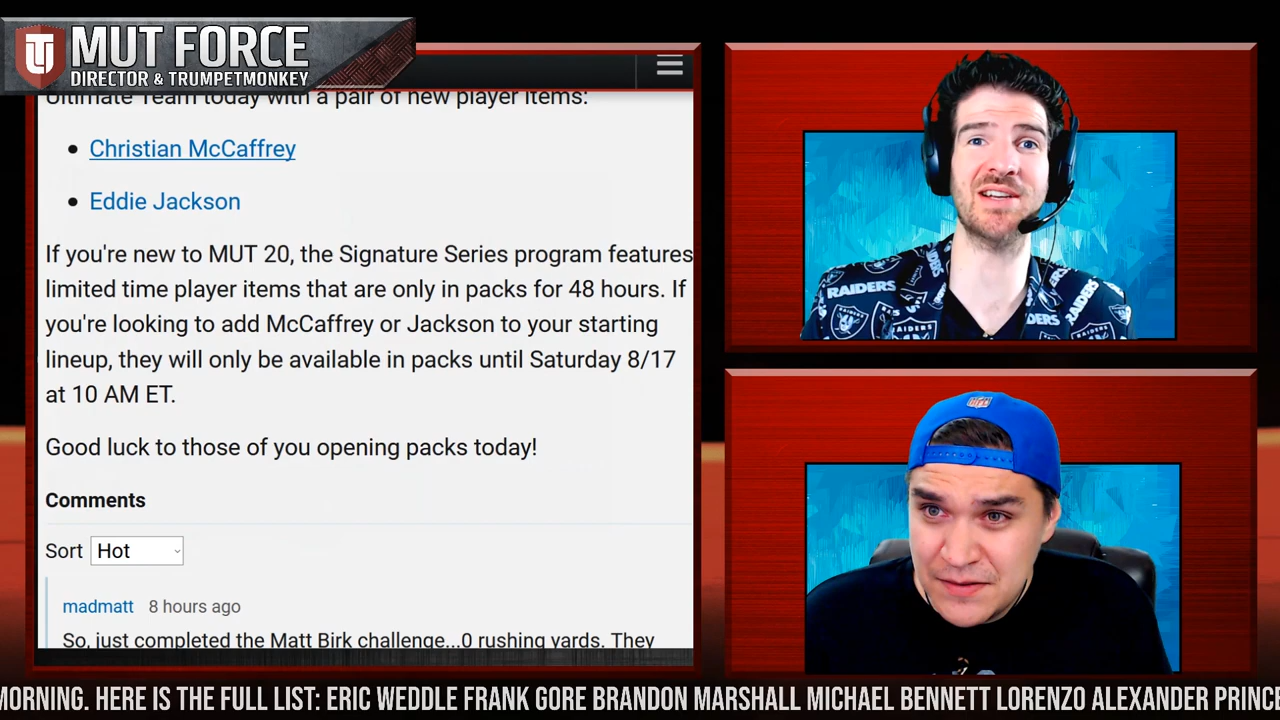 MUT FORCE
DIRECTOR & TRUMPETMONKEY
Ultimate Team today with a pair of new player items:
Christian McCaffrey
Eddie Jackson
If you're new to MUT 20, the Signature Series program features
limited time player items that are only in packs for 48 hours. If
you're looking to add McCaffrey or Jackson to your starting
lineup, they will only be available in packs until Saturday 8/17
at 10 AM ET.
Good luck to those of you opening packs today!
Comments
Sort Hot
madmatt 8 hours ago
So, just completed the Matt Birk challenge...0 rushing yards. They
RAIDERS
RAIDERS
NFL
MORNING. HERE IS THE FULL LIST: ERIC WEDDLE FRANK GORE BRANDON MARSHALL MICHAEL BENNETT LORENZO ALEXANDER PRINCE